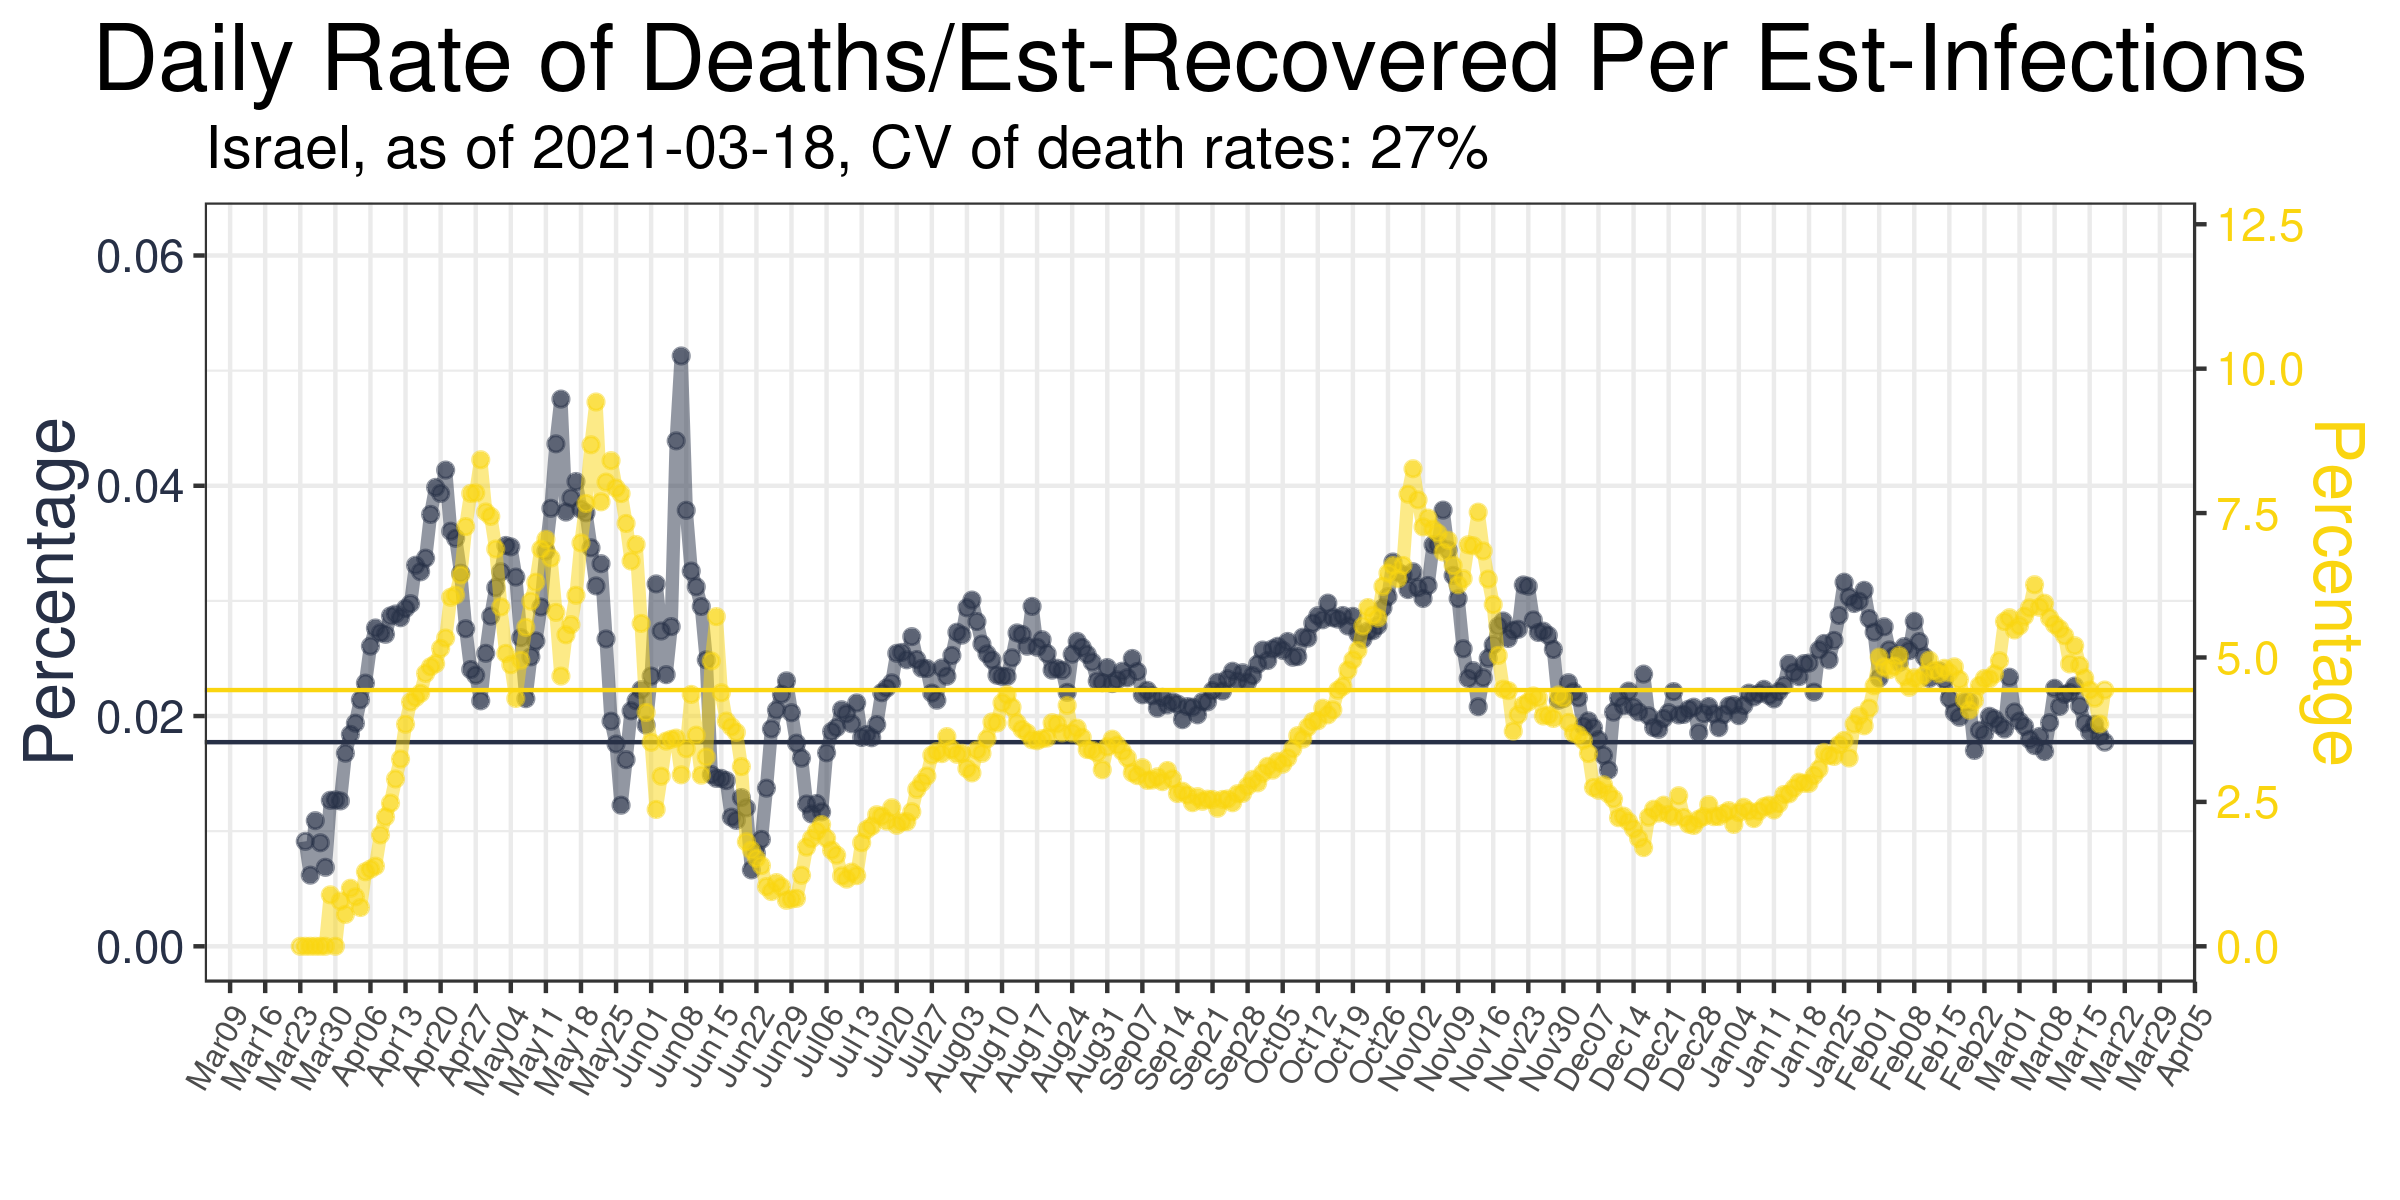 Daily Rate of Deaths/Est-Recovered Per Est-Infections
Israel, as of 2021-03-18, CV of death rates: 27%
Percentage
0.06
0.04
0.02
0.00
12.5
10.0
7.5
5.0
2.5
0.0
Percentage
Mar09
Mar16
Mar23
Mar30
Apr06
Apr13
Apr20
Apr27
May04
May11
May18
May25
Jun01
Jun08
Jun15
Jun22
Jun29
Jul06
Jul13
Jul20
Jul27
Aug03
Aug10
Aug17
Aug24
Aug31
Sep07
Sep14
Sep21
Sep28
Oct05
Oct12
Oct19
Oct26
Nov02
Nov09
Nov16
Nov23
Nov30
Dec07
Dec14
Dec21
Dec28
Jan04
Jan11
Jan18
Jan25
Feb01
Feb08
Feb15
Feb22
Mar01
Mar08
Mar15
Mar22
Mar29
Apr05